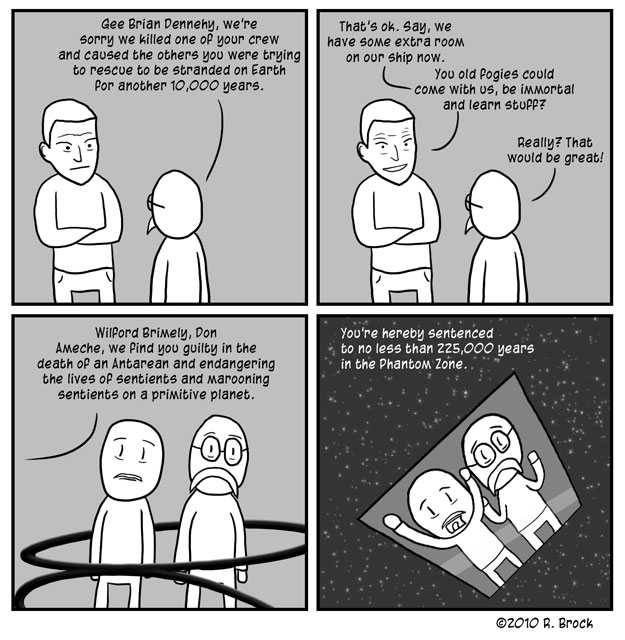 Gee Brian Dennehy, we're
sorry we killed one of your crew
and caused the others you were trying
to rescue to be stranded on Earth
for another 10,000 years.
That's ok. Say, we
have some extra room
on our ship now.
You old fogies could
come with us, be immortal
and learn stuff?
Really? That
would be great!
Wilford Brimely, Don
Ameche, we find you guilty in the
death of an Antarean and endangering
the lives of sentients and marooning
sentients on a primitive planet.
You're hereby sentenced
to no less than 225,000 years
in the Phantom Zone.
©2010 R. Brock